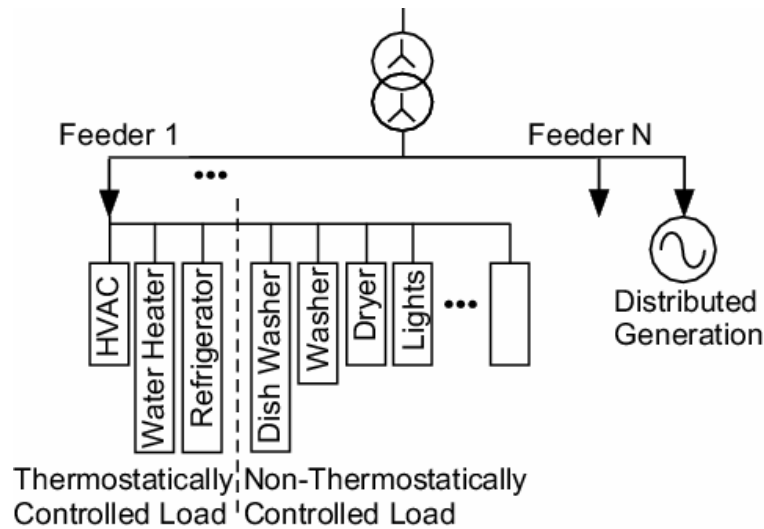 Feeder 1
Feeder N
...
HVAC
Water Heater
Refrigerator
Dish Washer
Washer
Dryer
Lights
...
Distributed
Generation
Thermostatically
Controlled Load
Non-Thermostatically
Controlled Load